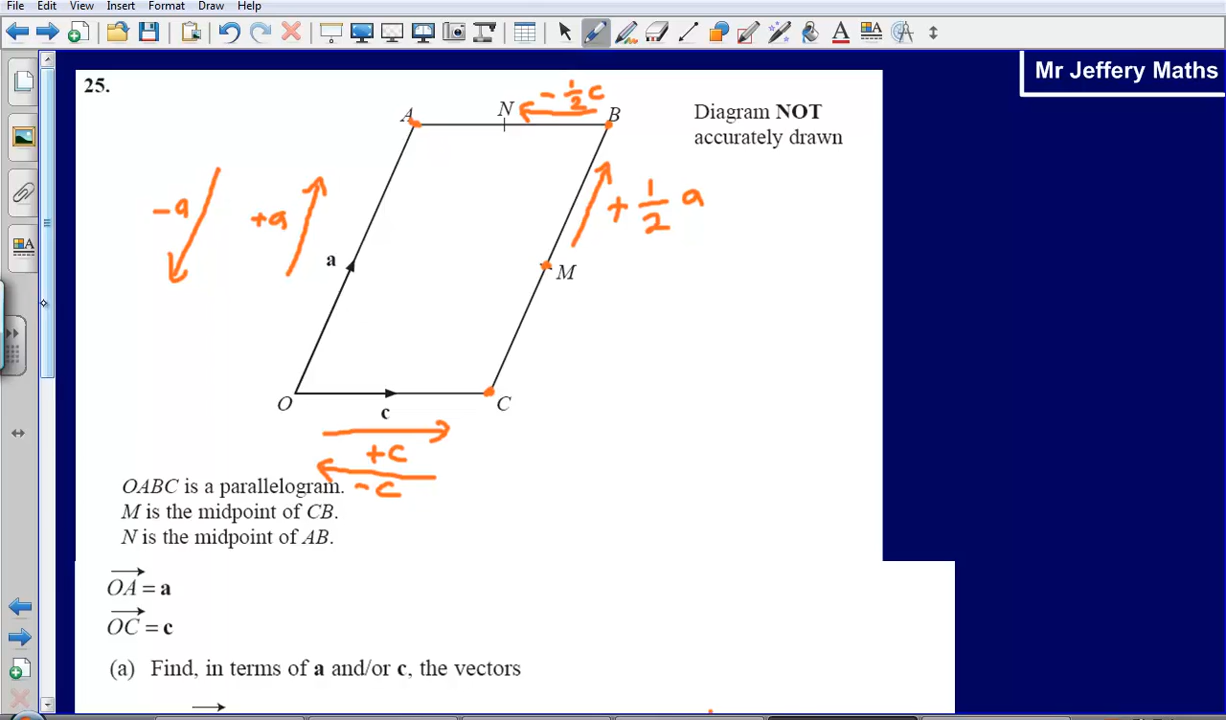 File Edit View Insert Format Draw Help
Mr Jeffery Maths
25.
- 1/2 c
A N B
Diagram NOT
accurately drawn
-a +a + 1/2 a
a M
O C
c
+c
-c
OABC is a parallelogram.
M is the midpoint of CB.
N is the midpoint of AB.
OA = a
OC = c
(a) Find, in terms of a and/or c, the vectors